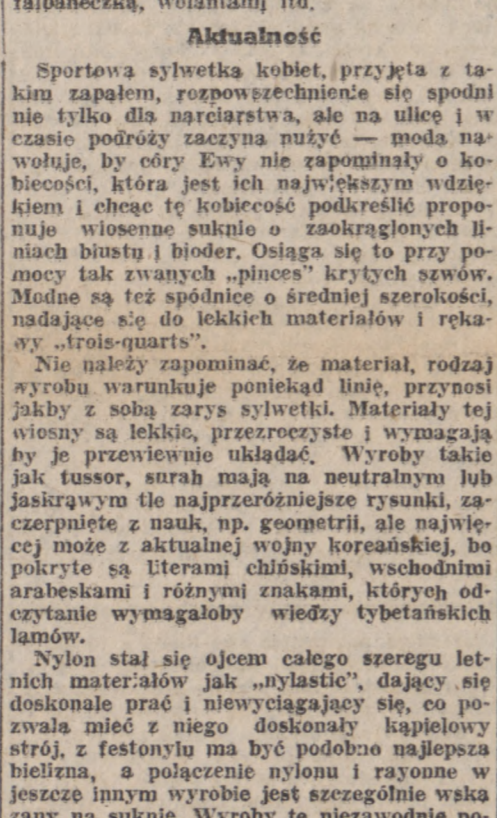 Aktualność
Sportowa sylwetka kobiet, przyjęta z ta-
kim zapałem, rozpowszechnienie się spodni
nie tylko dla narciarstwa, ale na ulicę i w
czasie podróży zaczyna nużyć — moda na-
wołuje, by córy Ewy nie zapominały o ko-
biecości, która jest ich największym wdzię-
kiem i chcąc tę kobiecość podkreślić propo-
nuje wiosenne suknie o zaokrąglonych li-
niach biustu i bioder. Osiąga się to przy po-
mocy tak zwanych „pinces” krytych szwów.
Modne są też spódnice o średniej szerokości,
nadające się do lekkich materiałów i ręka-
wy „trois-quarts”.
Nie należy zapominać, że materiał, rodzaj
wyrobu warunkuje poniekąd linię, przynosi
jakby z sobą zarys sylwetki. Materiały tej
wiosny są lekkie, przezroczyste i wymagają
by je przewiewnie układać. Wyroby takie
jak tussor, surah mają na neutralnym lub
jaskrawym tle najprzeróżniejsze rysunki, za-
czerpnięte z nauk, np. geometrii, ale najwię-
cej może z aktualnej wojny koreańskiej, bo
pokryte są literami chińskimi, wschodnimi
arabeskami i różnymi znakami, których od-
czytanie wymagałoby wiedzy tybetańskich
lamów.
Nylon stał się ojcem całego szeregu let-
nich materiałów jak „nylastic”, dający się
doskonale prać i niewyciągający się, co po-
zwala mieć z niego doskonały kąpielowy
strój, z festonylu ma być podobno najlepsza
bielizna, a połączenie nylonu i rayonne w
jeszcze innym wyrobie jest szczególnie wska
zany na suknie. Wyroby te niezawodnie po-